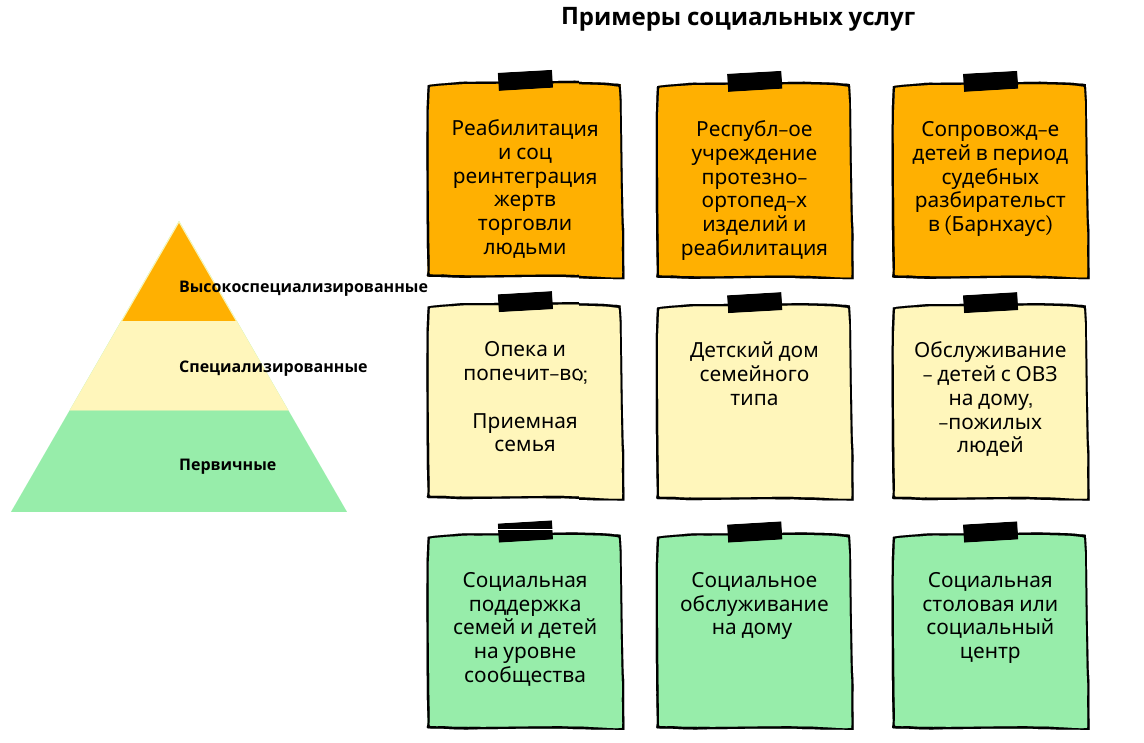 Примеры социальных услуг
Реабилитация
и соц
реинтеграция
жертв
торговли
людьми
Республ–ое
учреждение
протезно–
ортопед–х
изделий и
реабилитация
Сопровожд–е
детей в период
судебных
разбирательст
в (Барнхаус)
Высокоспециализированные
Специализированные
Первичные
Опека и
попечит–во;
Приемная
семья
Детский дом
семейного
типа
Обслуживание
– детей с ОВЗ
на дому,
–пожилых
людей
Социальная
поддержка
семей и детей
на уровне
сообщества
Социальное
обслуживание
на дому
Социальная
столовая или
социальный
центр